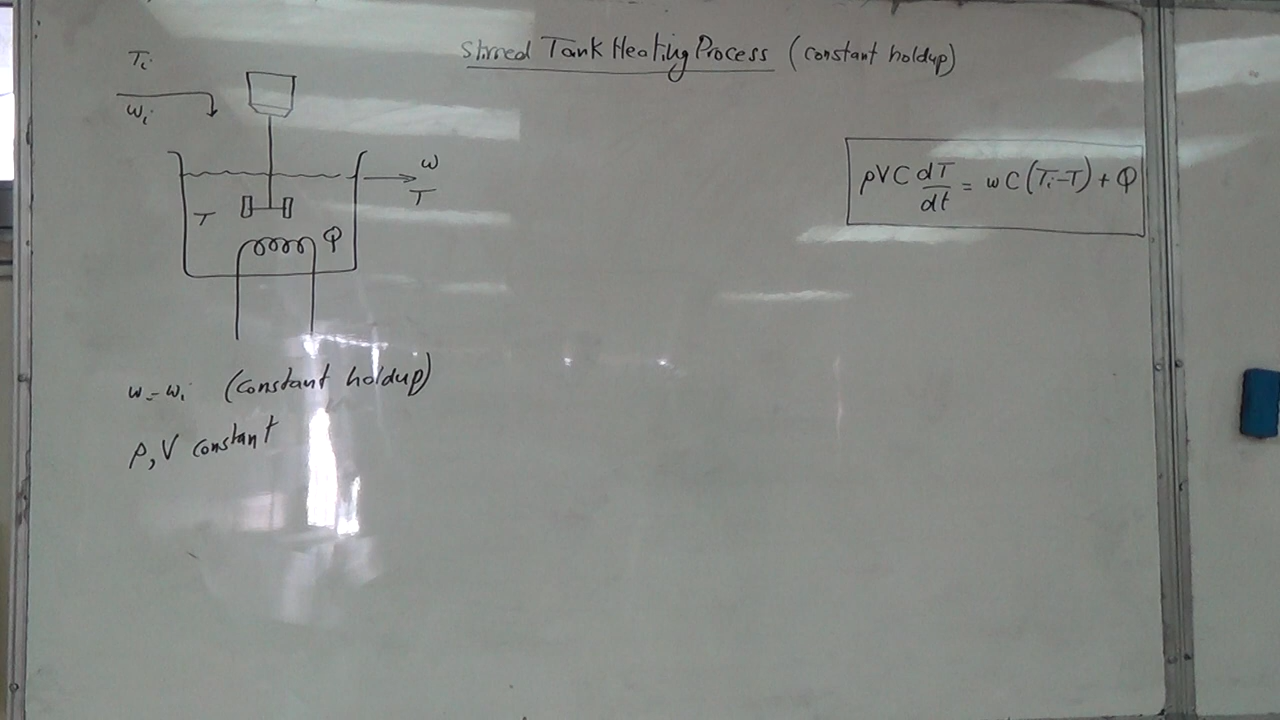 Stirred Tank Heating Process (constant holdup)
Ti
wi
w
T
T
Q
ρVC dT/dt = wC(Ti-T) + Q
w=wi (constant holdup)
ρ, V constant